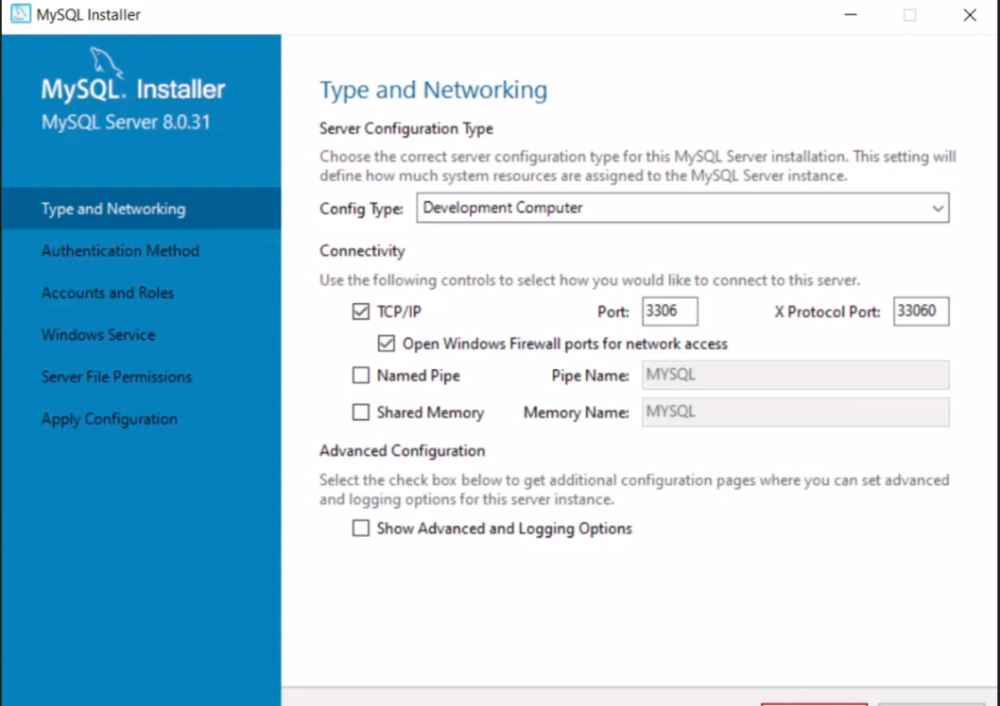 MySQL Installer
MySQL. Installer
MySQL Server 8.0.31
Type and Networking
Authentication Method
Accounts and Roles
Windows Service
Server File Permissions
Apply Configuration
Type and Networking
Server Configuration Type
Choose the correct server configuration type for this MySQL Server installation. This setting will
define how much system resources are assigned to the MySQL Server instance.
Config Type: Development Computer
Connectivity
Use the following controls to select how you would like to connect to this server.
TCP/IP Port: 3306 X Protocol Port: 33060
Open Windows Firewall ports for network access
Named Pipe Pipe Name: MYSQL
Shared Memory Memory Name: MYSQL
Advanced Configuration
Select the check box below to get additional configuration pages where you can set advanced
and logging options for this server instance.
Show Advanced and Logging Options